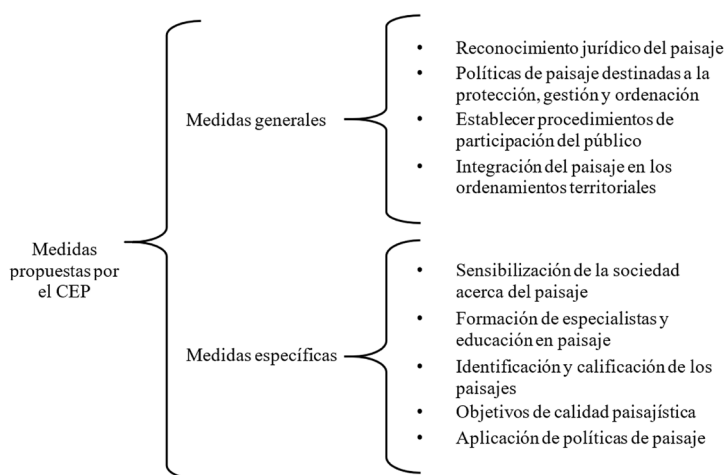 Medidas
propuestas por
el CEP
Medidas generales
• Reconocimiento jurídico del paisaje
• Políticas de paisaje destinadas a la
protección, gestión y ordenación
• Establecer procedimientos de
participación del público
• Integración del paisaje en los
ordenamientos territoriales
Medidas específicas
• Sensibilización de la sociedad
acerca del paisaje
• Formación de especialistas y
educación en paisaje
• Identificación y calificación de los
paisajes
• Objetivos de calidad paisajística
• Aplicación de políticas de paisaje